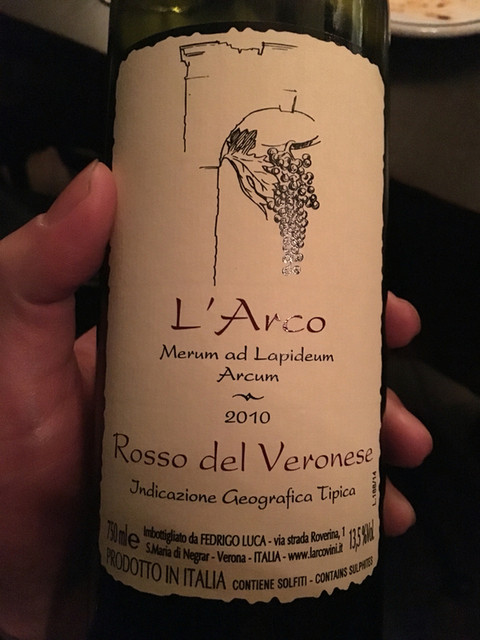 L'Arco
Merum ad Lapideum
Arcum
2010
Rosso del Veronese
Indicazione Geografica Tipica
L.188/14
750 ml e
Imbottigliato da FEDRIGO LUCA - via strada Roverina, 1
S.Maria di Negrar - Verona - ITALIA - www.larcovini.it
13,5 %Vol.
PRODOTTO IN ITALIA CONTIENE SOLFITI - CONTAINS SULPHITES